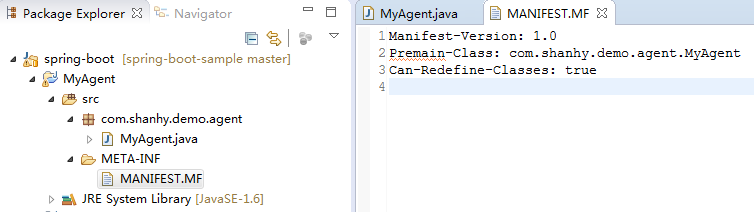 Package Explorer
Navigator
spring-boot [spring-boot-sample master]
MyAgent
src
com.shanhy.demo.agent
MyAgent.java
META-INF
MANIFEST.MF
JRE System Library [JavaSE-1.6]
MyAgent.java
MANIFEST.MF
1 Manifest-Version: 1.0
2 Premain-Class: com.shanhy.demo.agent.MyAgent
3 Can-Redefine-Classes: true
4